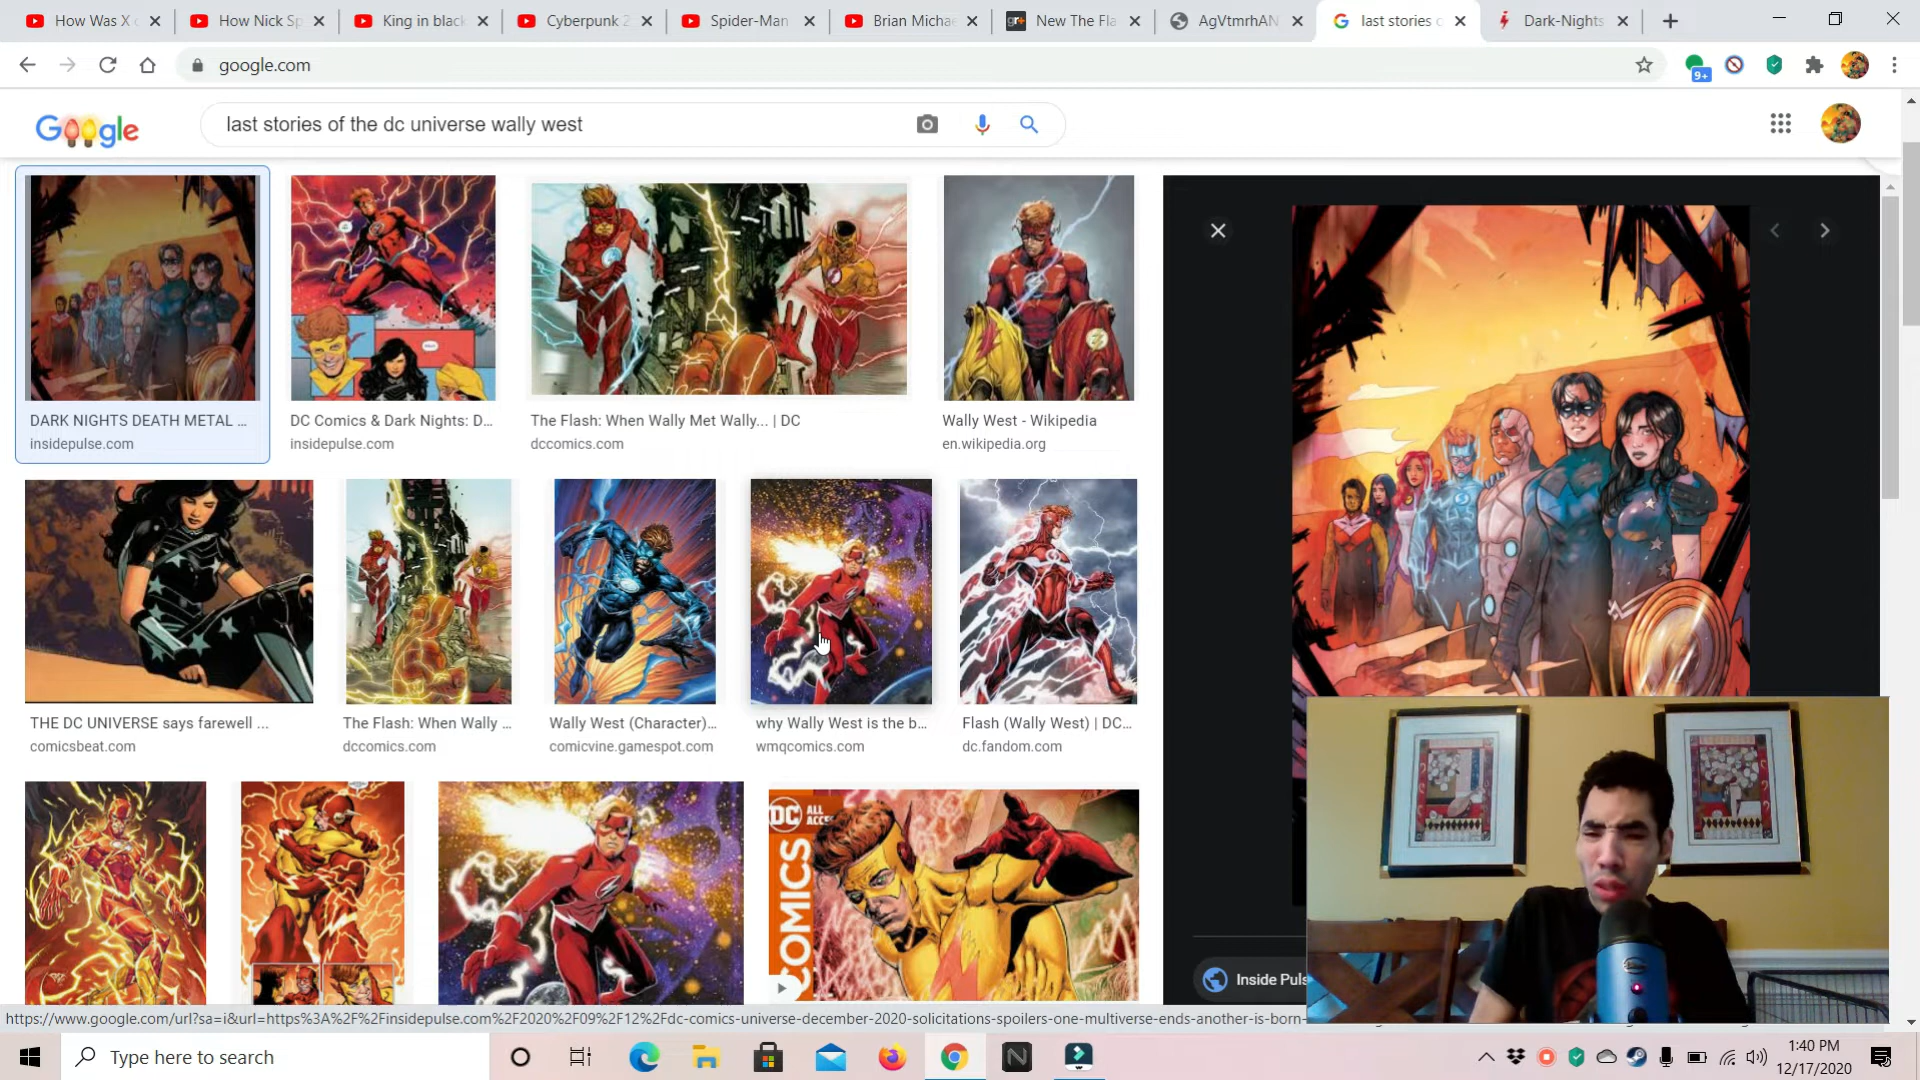 How Was X
How Nick Sp
King in black
Cyberpunk 2
Spider-Man
Brian Michae
New The Fla
AgVtmrhAN
last stories o
Dark-Nights
google.com
9+
Google
last stories of the dc universe wally west
DARK NIGHTS DEATH METAL ...
insidepulse.com
DC Comics & Dark Nights: D...
insidepulse.com
The Flash: When Wally Met Wally... | DC
dccomics.com
Wally West - Wikipedia
en.wikipedia.org
THE DC UNIVERSE says farewell ...
comicsbeat.com
The Flash: When Wally ...
dccomics.com
Wally West (Character)...
comicvine.gamespot.com
why Wally West is the b...
wmqcomics.com
Flash (Wally West) | DC...
dc.fandom.com
DC ALL ACCE
COMICS
Inside Puls
https://www.google.com/url?sa=i&url=https%3A%2F%2Finsidepulse.com%2F2020%2F09%2F12%2Fdc-comics-universe-december-2020-solicitations-spoilers-one-multiverse-ends-another-is-born-
Type here to search
1:40 PM
12/17/2020